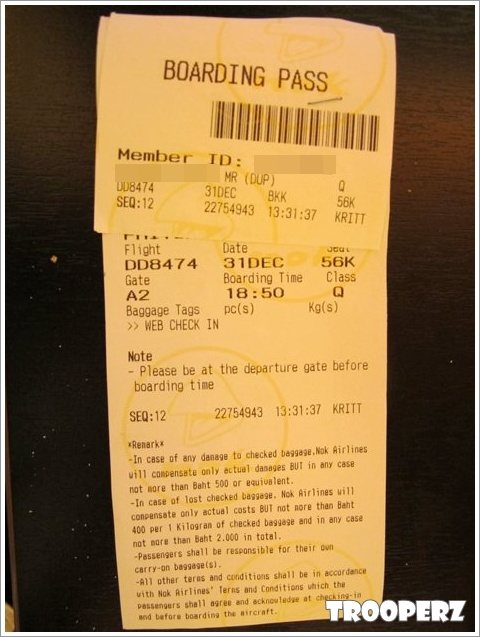 BOARDING PASS
Member ID:
MR (DUP) Q
DD8474 31DEC BKK 56K
SEQ:12 22754943 13:31:37 KRITT
Flight Date Seat
DD8474 31DEC 56K
Gate Boarding Time Class
A2 18:50 Q
Baggage Tags pc(s) Kg(s)
>> WEB CHECK IN
Note
- Please be at the departure gate before
boarding time
SEQ:12 22754943 13:31:37 KRITT
*Remark*
-In case of any damage to checked baggage.Nok Airlines
will compensate only actual damages BUT in any case
not more than Baht 500 or equivalent.
-In case of lost checked baggage. Nok Airlines will
compensate only actual costs BUT not more than Baht
400 per 1 Kilogram of checked baggage and in any case
not more than Baht 2.000 in total.
-Passengers shall be responsible for their own
carry-on baggage(s).
-All other terms and conditions shall be in accordance
with Nok Airlines' Terms and Conditions which the
passengers shall agree and acknowledge at checking-in
and before boarding the aircraft.
TROOPERZ